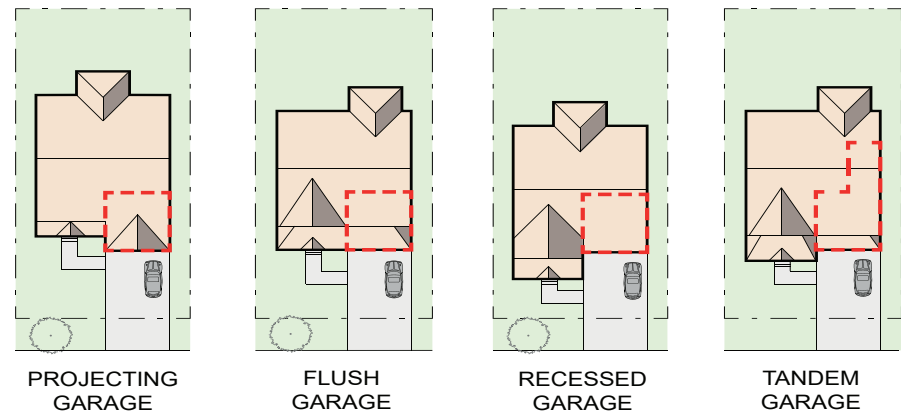 PROJECTING
GARAGE
FLUSH
GARAGE
RECESSED
GARAGE
TANDEM
GARAGE